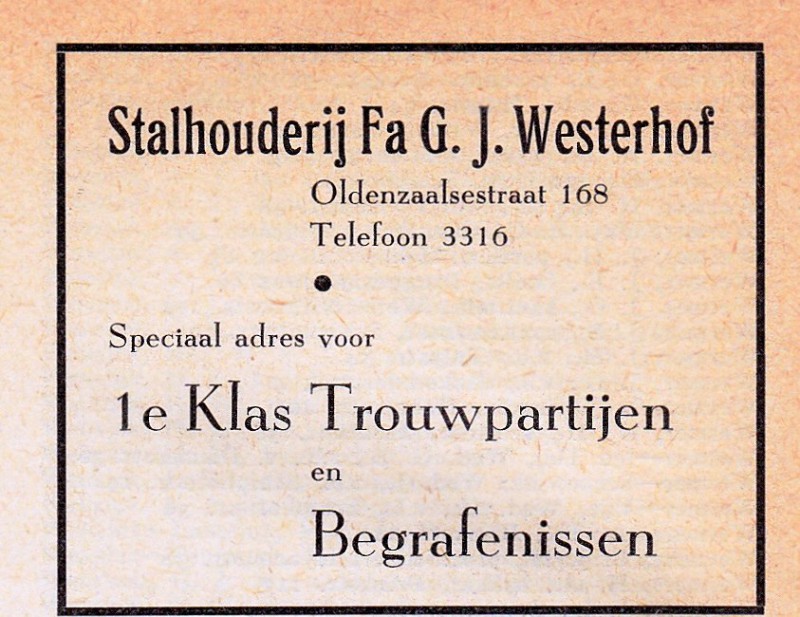 Stalhouderij Fa G. J. Westerhof
Oldenzaalsestraat 168
Telefoon 3316
•
Speciaal adres voor
1e Klas Trouwpartijen
en
Begrafenissen